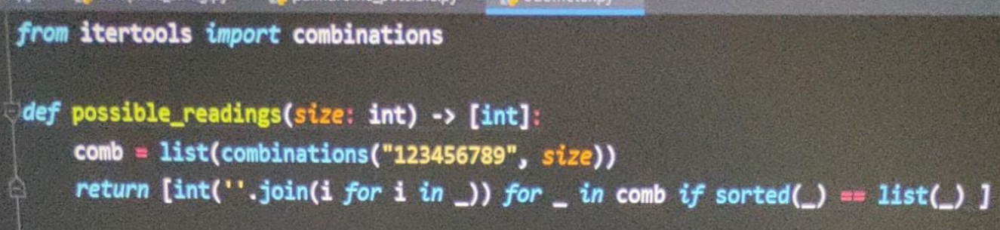 from itertools import combinations
def possible_readings(size: int) -> [int]:
comb = list(combinations("123456789", size))
return [int(''.join(i for i in _)) for _ in comb if sorted(_) == list(_) ]